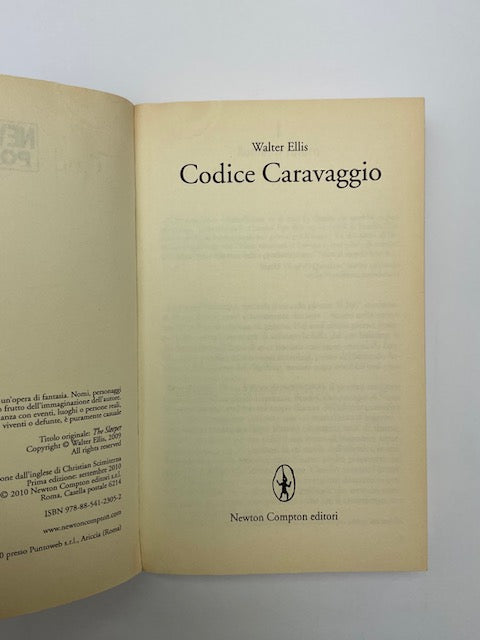 un'opera di fantasia. Nomi, personaggi
frutto dell'immaginazione dell'autore.
anza con eventi, luoghi o persone reali,
viventi o defunte, è puramente casuale
Titolo originale: The Sleeper
Copyright © Walter Ellis, 2009
All rights reserved
one dall'inglese di Christian Scimiterna
Prima edizione: settembre 2010
© 2010 Newton Compton editori s.r.l.
Roma, Casella postale 6214
ISBN 978-88-541-2305-2
www.newtoncompton.com
0 presso Puntoweb s.r.l., Ariccia (Roma)
Walter Ellis
Codice Caravaggio
Newton Compton editori